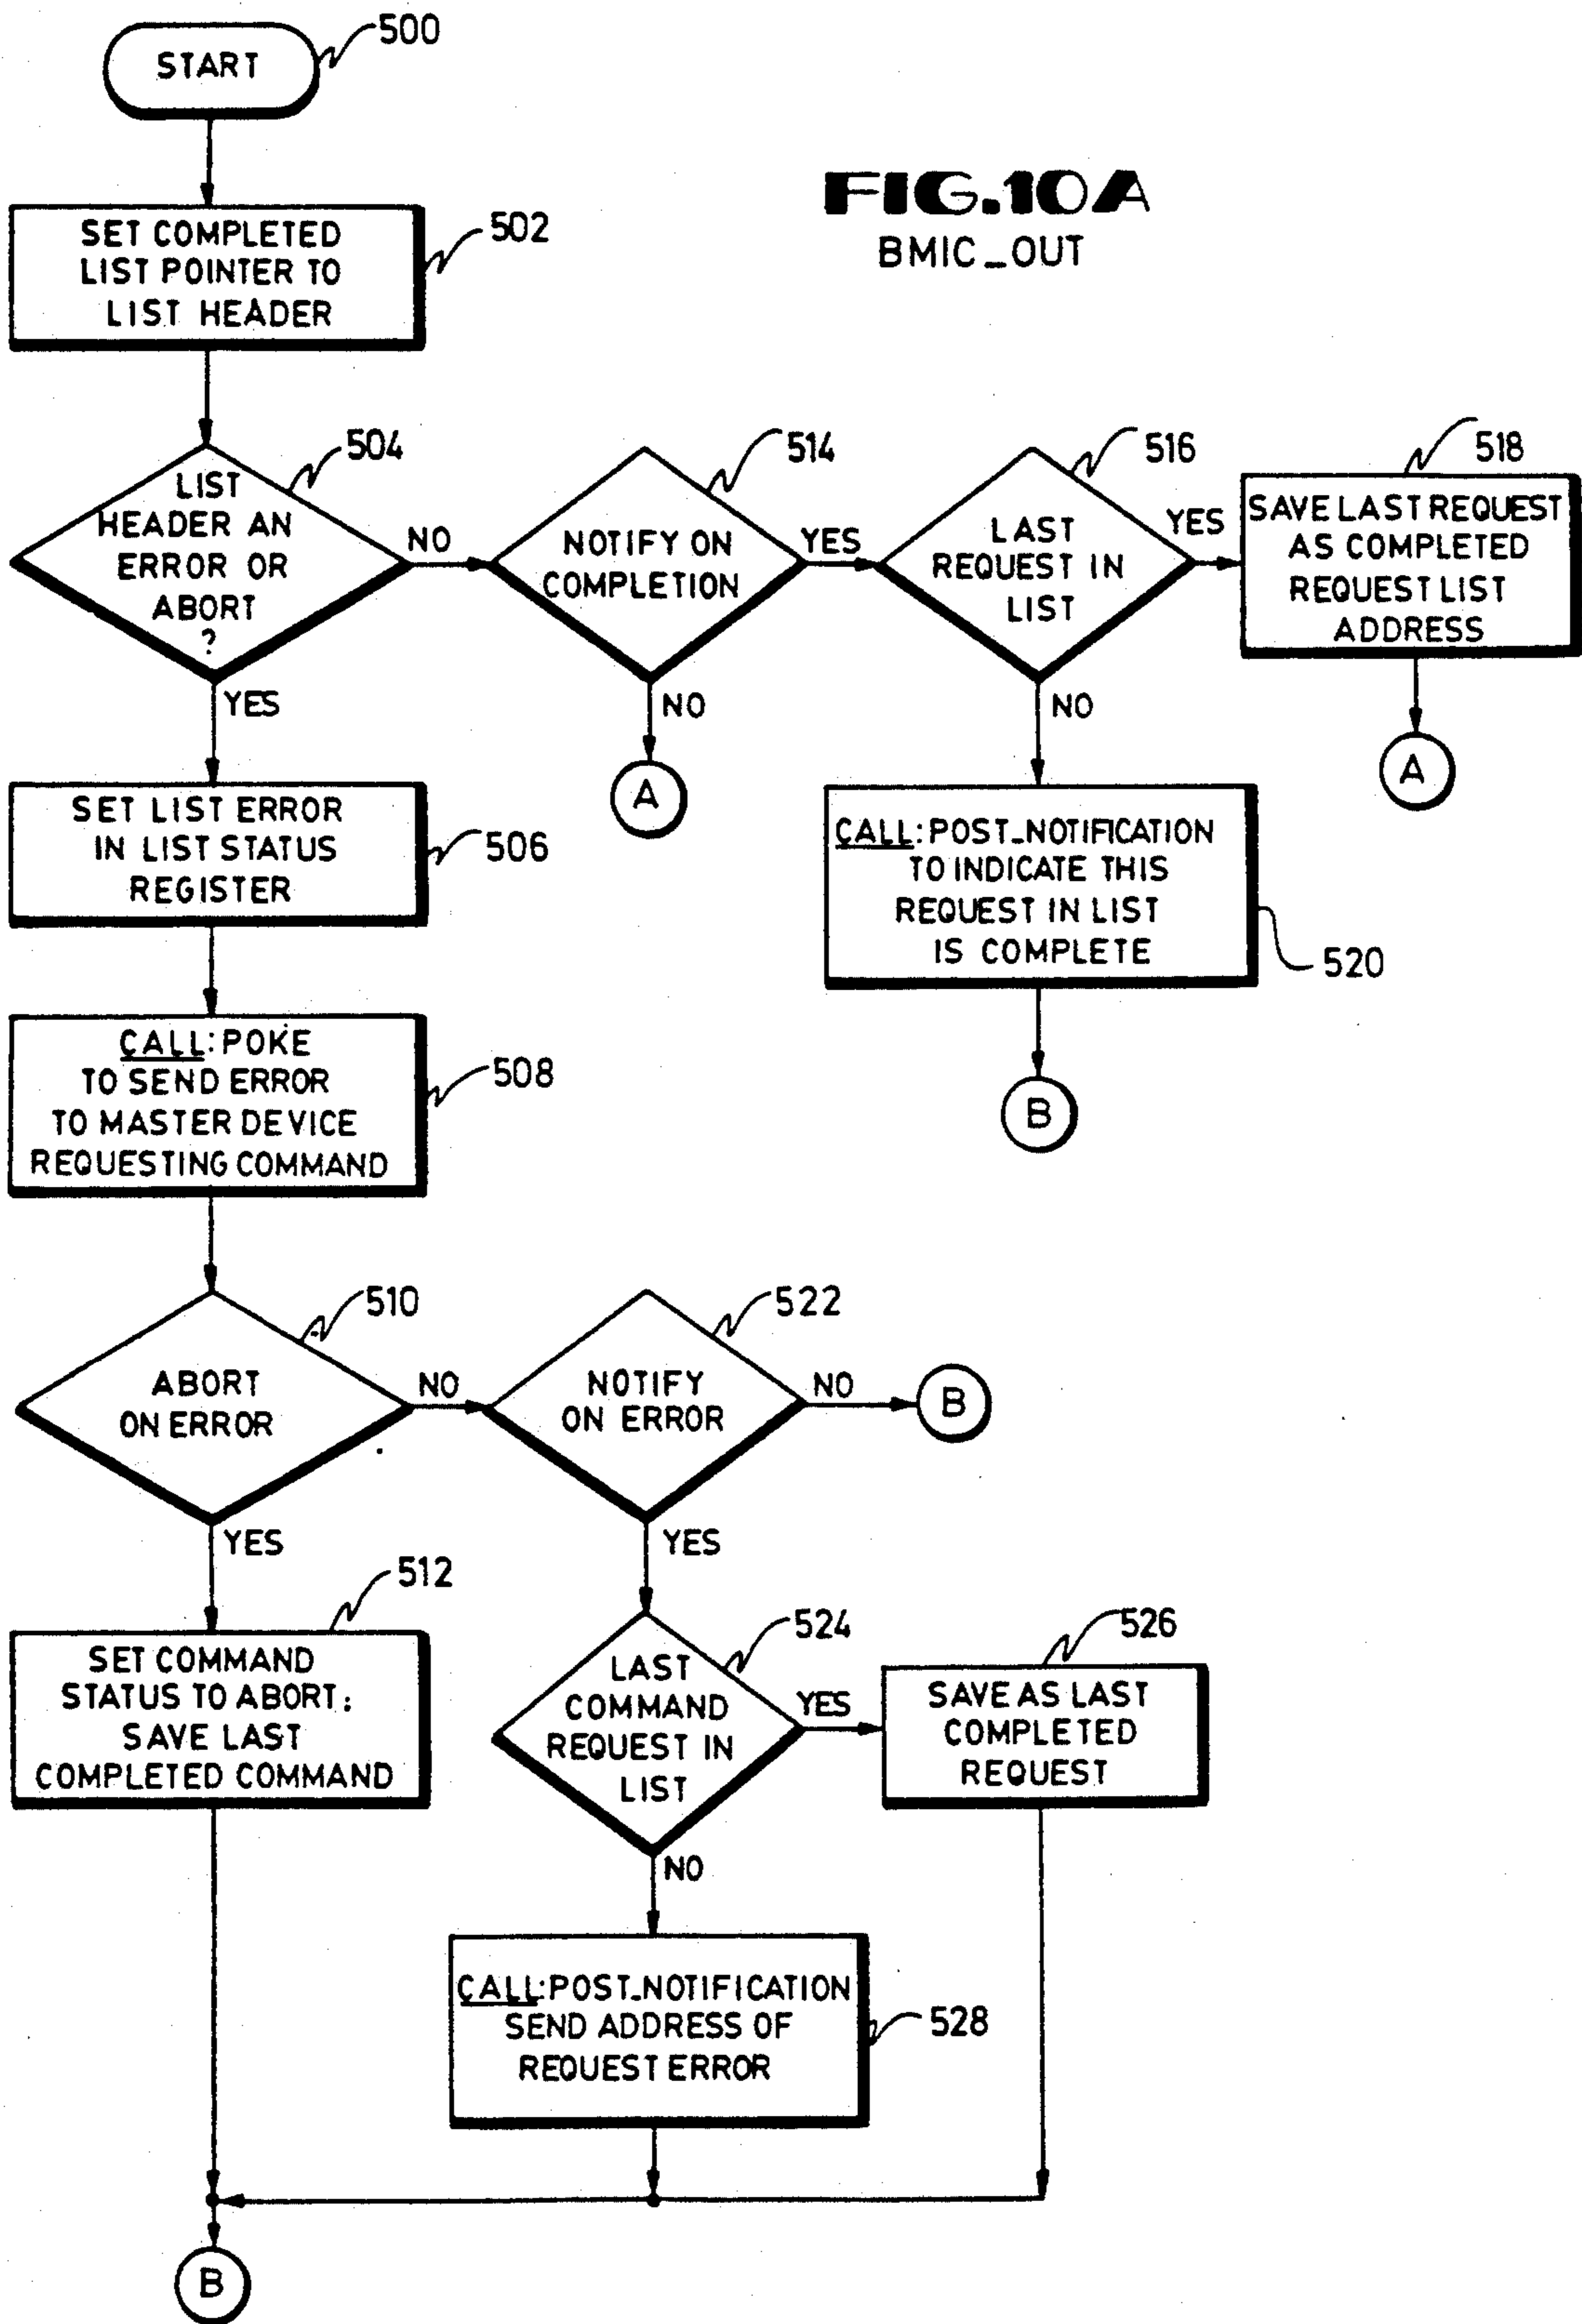 START
500
FIG.10A
BMIC_OUT
SET COMPLETED
LIST POINTER TO
LIST HEADER
502
LIST
HEADER AN
ERROR OR
ABORT
?
504
NO
YES
NOTIFY ON
COMPLETION
514
YES
NO
A
LAST
REQUEST IN
LIST
516
YES
NO
518
SAVE LAST REQUEST
AS COMPLETED
REQUEST LIST
ADDRESS
A
SET LIST ERROR
IN LIST STATUS
REGISTER
506
CALL:POST_NOTIFICATION
TO INDICATE THIS
REQUEST IN LIST
IS COMPLETE
520
B
CALL:POKE
TO SEND ERROR
TO MASTER DEVICE
REQUESTING COMMAND
508
ABORT
ON ERROR
510
NO
YES
NOTIFY
ON ERROR
522
NO
B
YES
512
SET COMMAND
STATUS TO ABORT:
SAVE LAST
COMPLETED COMMAND
LAST
COMMAND
REQUEST IN
LIST
524
YES
NO
526
SAVE AS LAST
COMPLETED
REQUEST
CALL:POST_NOTIFICATION
SEND ADDRESS OF
REQUEST ERROR
528
B